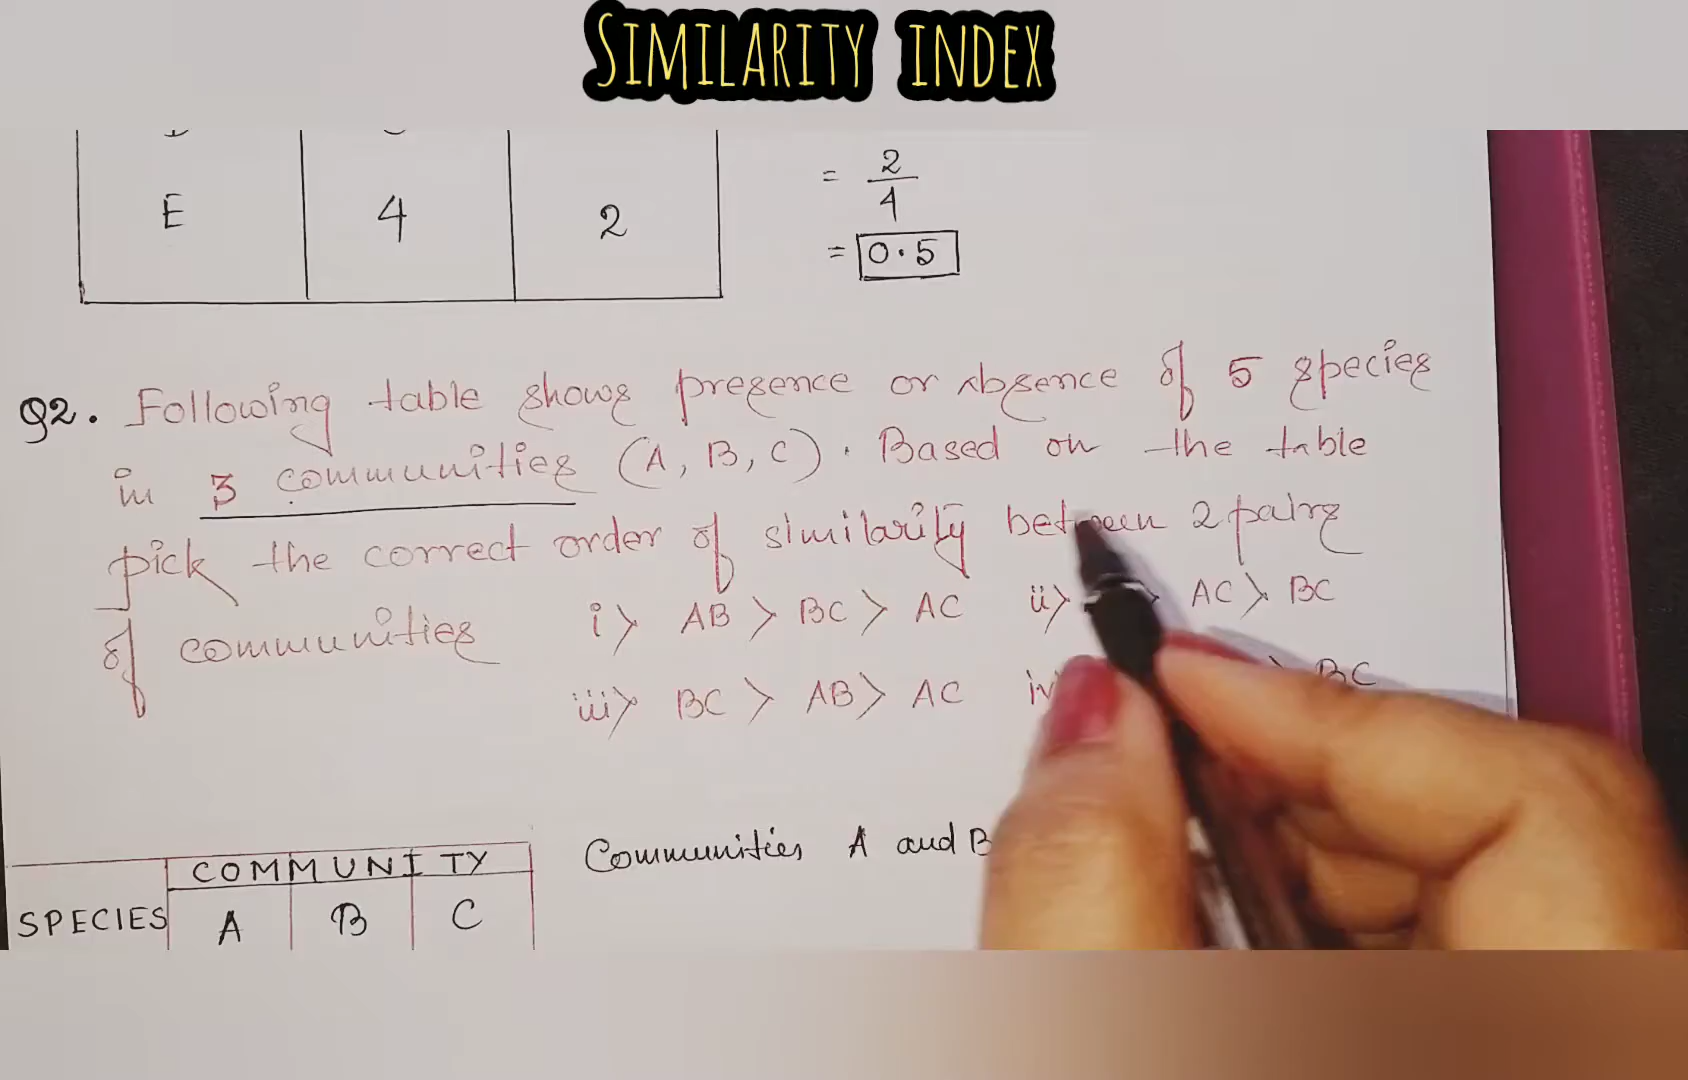 SIMILARITY INDEX
E 4 2
= 2/4
= 0.5
Q2. Following table shows presence or absence of 5 species
in 3 communities (A, B, C). Based on the table
pick the correct order of similarity between 2 pairs
of communities
i> AB > BC > AC ii> AC > BC
iii> BC > AB > AC iv> BC
Communities A and B
COMMUNITY
SPECIES A B C